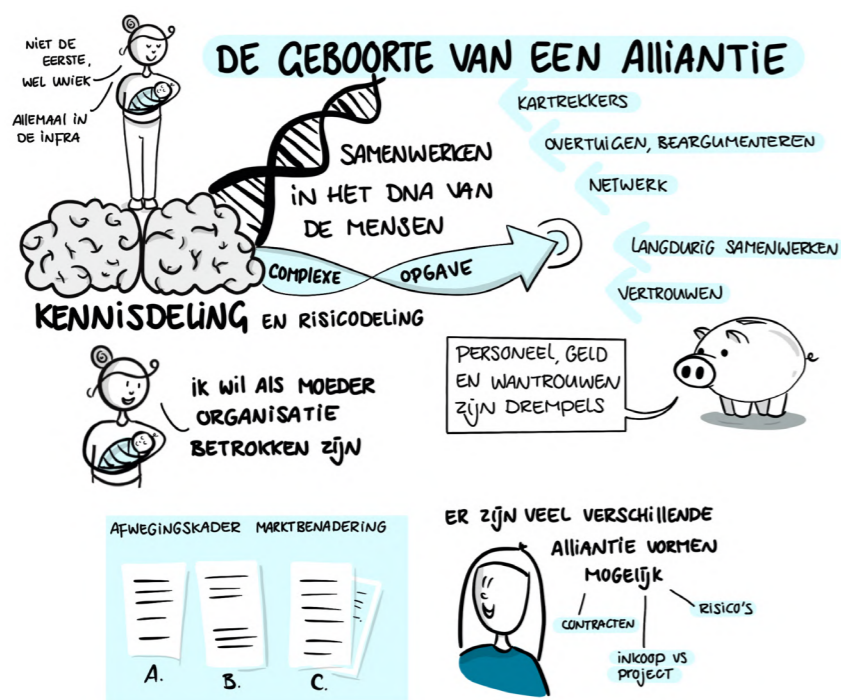 NIET DE
EERSTE,
WEL UNIEK
ALLEMAAL IN
DE INFRA
DE GEBOORTE VAN EEN ALLIANTIE
KARTREKKERS
OVERTUIGEN, BEARGUMENTEREN
NETWERK
LANGDURIG SAMENWERKEN
VERTROUWEN
SAMENWERKEN
IN HET DNA VAN
DE MENSEN
COMPLEXE OPGAVE
KENNISDELING EN RISICODELING
IK WIL ALS MOEDER
ORGANISATIE
BETROKKEN ZIJN
PERSONEEL, GELD
EN WANTROUWEN
ZIJN DREMPELS
AFWEGINGSKADER MARKTBENADERING
A. B. C.
ER ZIJN VEEL VERSCHILLENDE
ALLIANTIE VORMEN
MOGELIJK
CONTRACTEN
INKOOP VS
PROJECT
RISICO'S